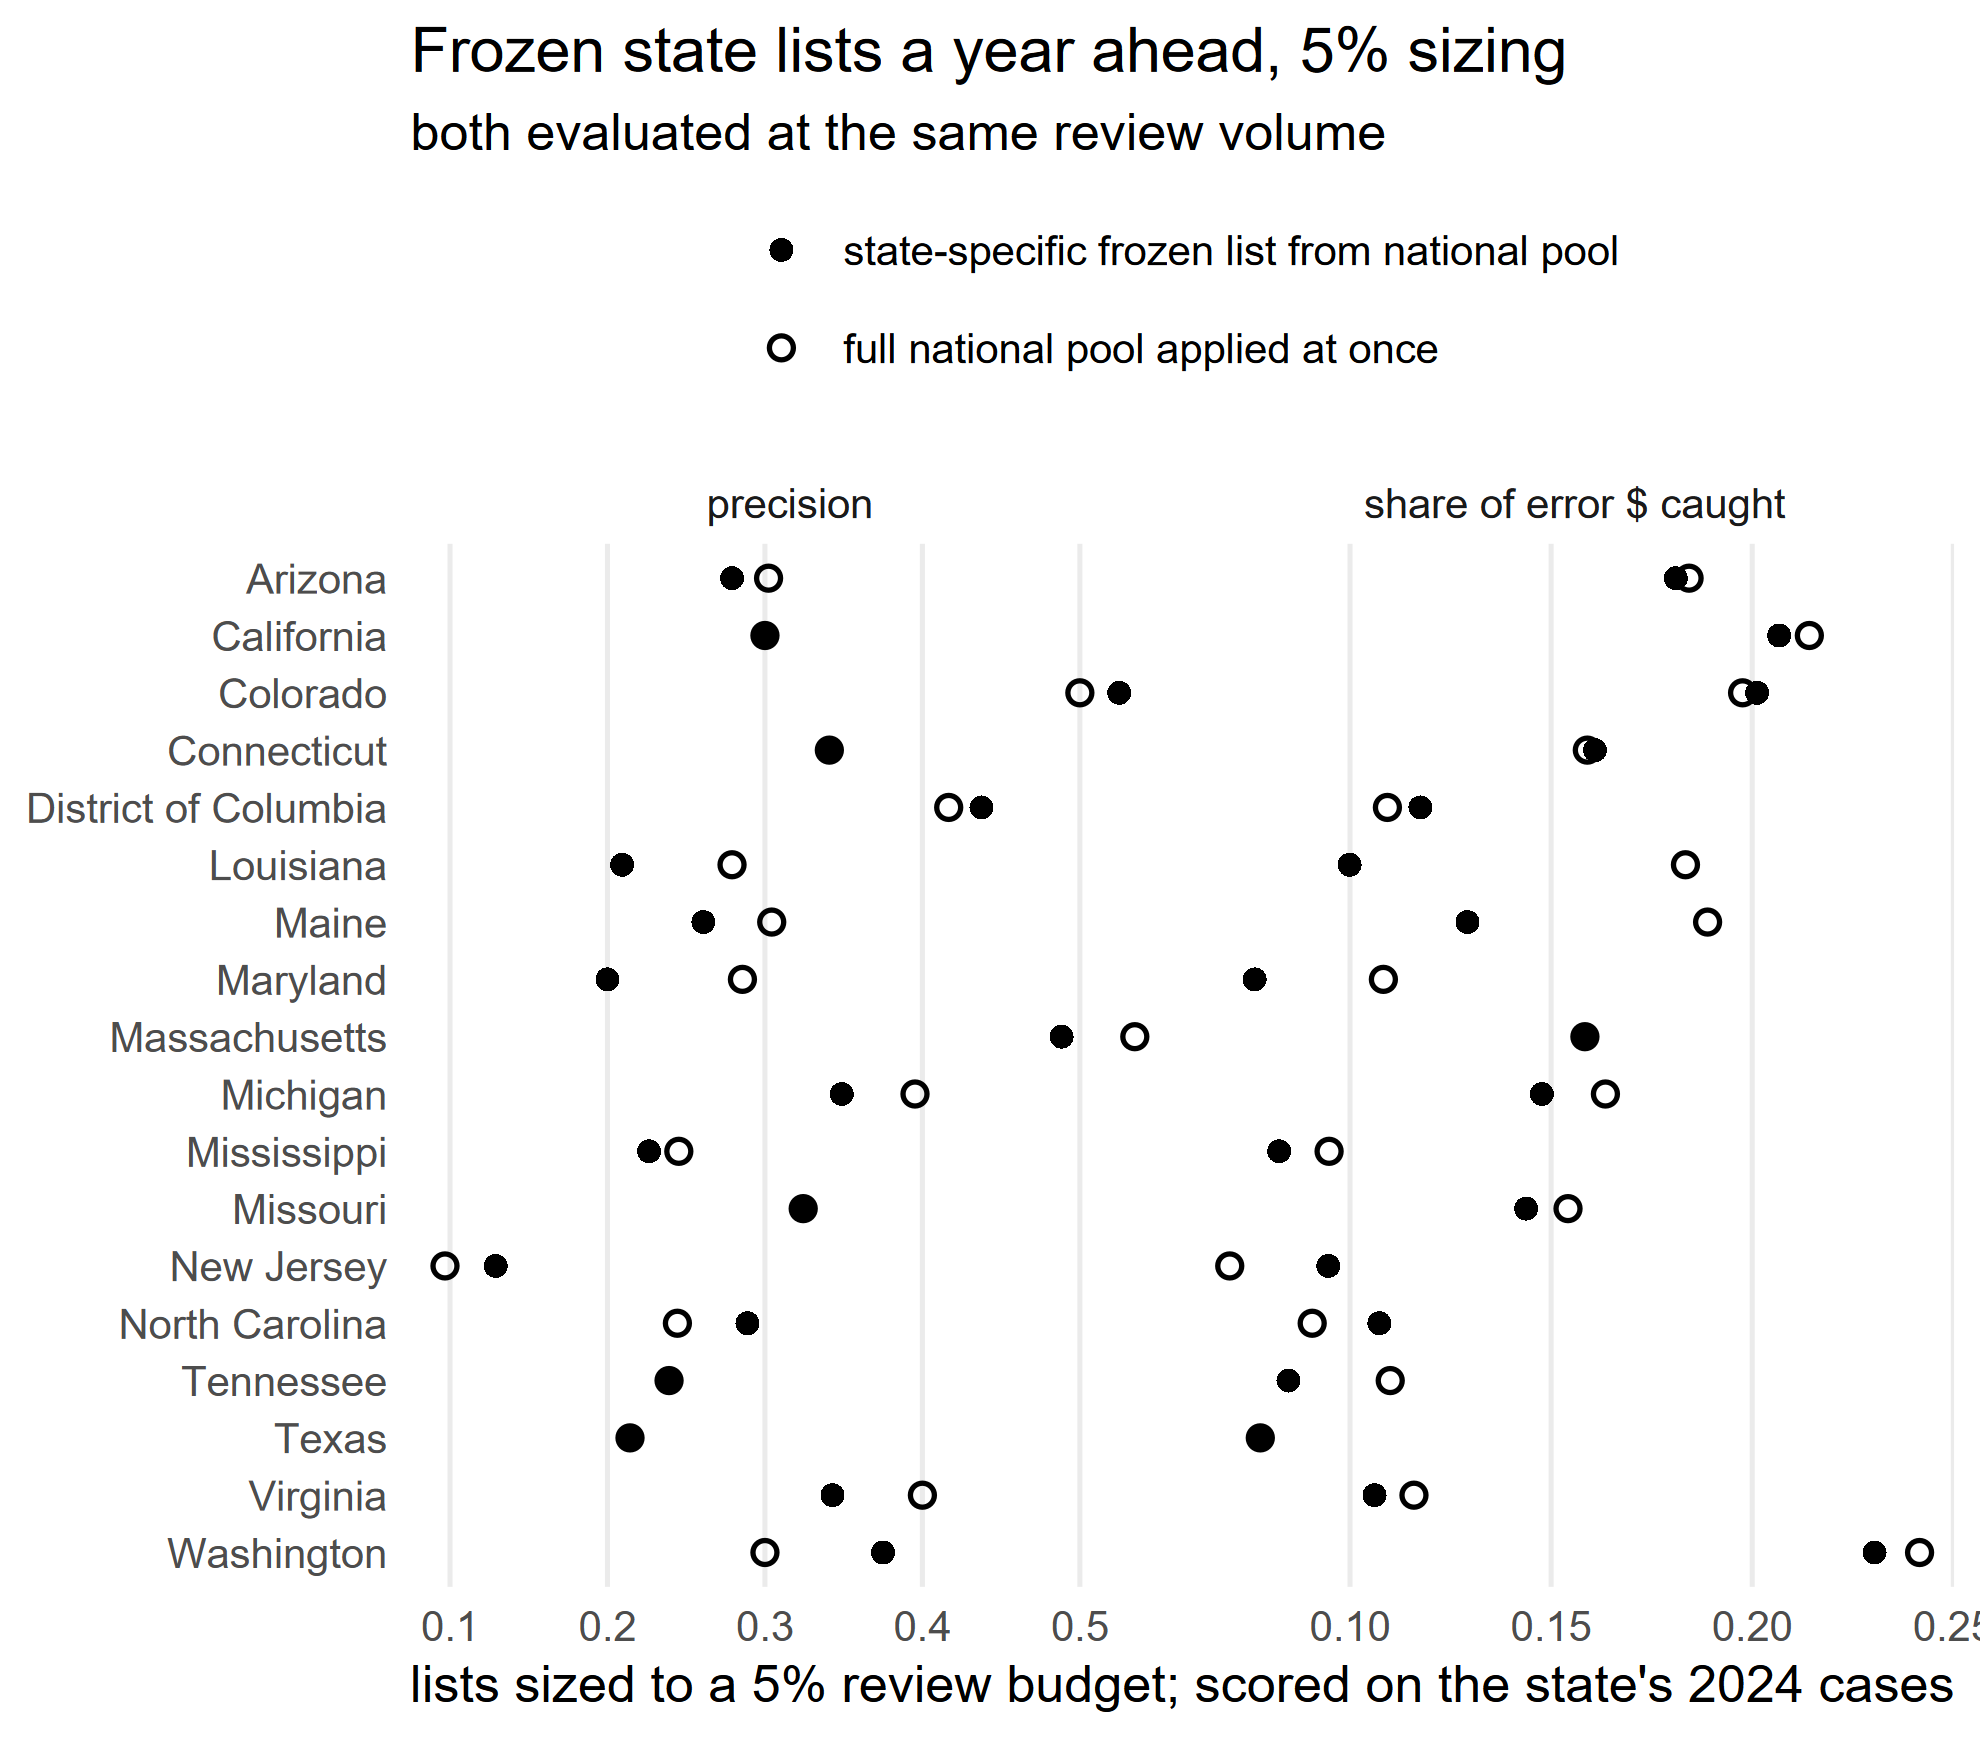 Frozen state lists a year ahead, 5% sizing
both evaluated at the same review volume
state-specific frozen list from national pool
full national pool applied at once
precision
share of error $ caught
Arizona
California
Colorado
Connecticut
District of Columbia
Louisiana
Maine
Maryland
Massachusetts
Michigan
Mississippi
Missouri
New Jersey
North Carolina
Tennessee
Texas
Virginia
Washington
0.1 0.2 0.3 0.4 0.5 0.10 0.15 0.20 0.25
lists sized to a 5% review budget; scored on the state's 2024 cases